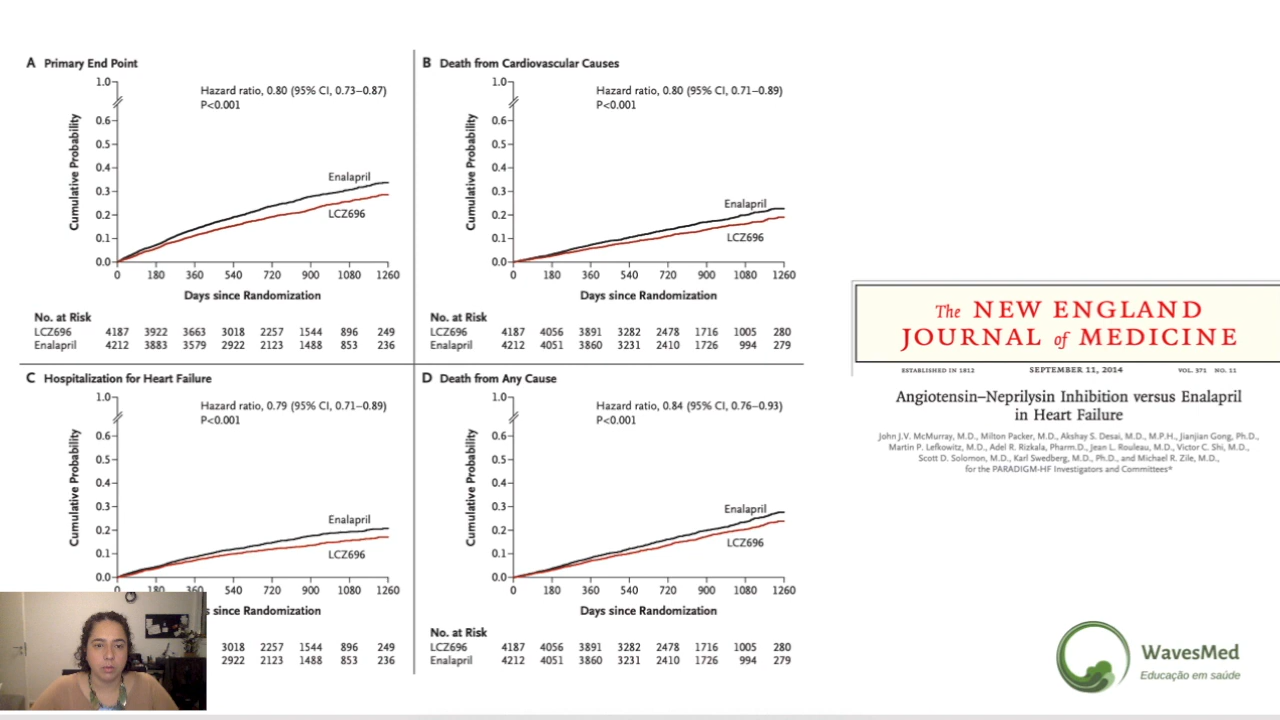 A Primary End Point
Hazard ratio, 0.80 (95% CI, 0.73–0.87)
P<0.001
Cumulative Probability
1.0
0.6
0.5
0.4
0.3
0.2
0.1
0.0
Enalapril
LCZ696
0 180 360 540 720 900 1080 1260
Days since Randomization
No. at Risk
LCZ696 4187 3922 3663 3018 2257 1544 896 249
Enalapril 4212 3883 3579 2922 2123 1488 853 236
B Death from Cardiovascular Causes
Hazard ratio, 0.80 (95% CI, 0.71–0.89)
P<0.001
Cumulative Probability
1.0
0.6
0.5
0.4
0.3
0.2
0.1
0.0
Enalapril
LCZ696
0 180 360 540 720 900 1080 1260
Days since Randomization
No. at Risk
LCZ696 4187 4056 3891 3282 2478 1716 1005 280
Enalapril 4212 4051 3860 3231 2410 1726 994 279
C Hospitalization for Heart Failure
Hazard ratio, 0.79 (95% CI, 0.71–0.89)
P<0.001
Cumulative Probability
1.0
0.6
0.5
0.4
0.3
0.2
0.1
0.0
Enalapril
LCZ696
0 180 360 540 720 900 1080 1260
s since Randomization
3018 2257 1544 896 249
2922 2123 1488 853 236
D Death from Any Cause
Hazard ratio, 0.84 (95% CI, 0.76–0.93)
P<0.001
Cumulative Probability
1.0
0.6
0.5
0.4
0.3
0.2
0.1
0.0
Enalapril
LCZ696
0 180 360 540 720 900 1080 1260
Days since Randomization
No. at Risk
LCZ696 4187 4056 3891 3282 2478 1716 1005 280
Enalapril 4212 4051 3860 3231 2410 1726 994 279
The NEW ENGLAND
JOURNAL of MEDICINE
ESTABLISHED IN 1812 SEPTEMBER 11, 2014 VOL. 371 NO. 11
Angiotensin–Neprilysin Inhibition versus Enalapril
in Heart Failure
John J.V. McMurray, M.D., Milton Packer, M.D., Akshay S. Desai, M.D., M.P.H., Jianjian Gong, Ph.D.,
Martin P. Lefkowitz, M.D., Adel R. Rizkala, Pharm.D., Jean L. Rouleau, M.D., Victor C. Shi, M.D.,
Scott D. Solomon, M.D., Karl Swedberg, M.D., Ph.D., and Michael R. Zile, M.D.,
for the PARADIGM-HF Investigators and Committees*
WavesMed
Educação em saúde